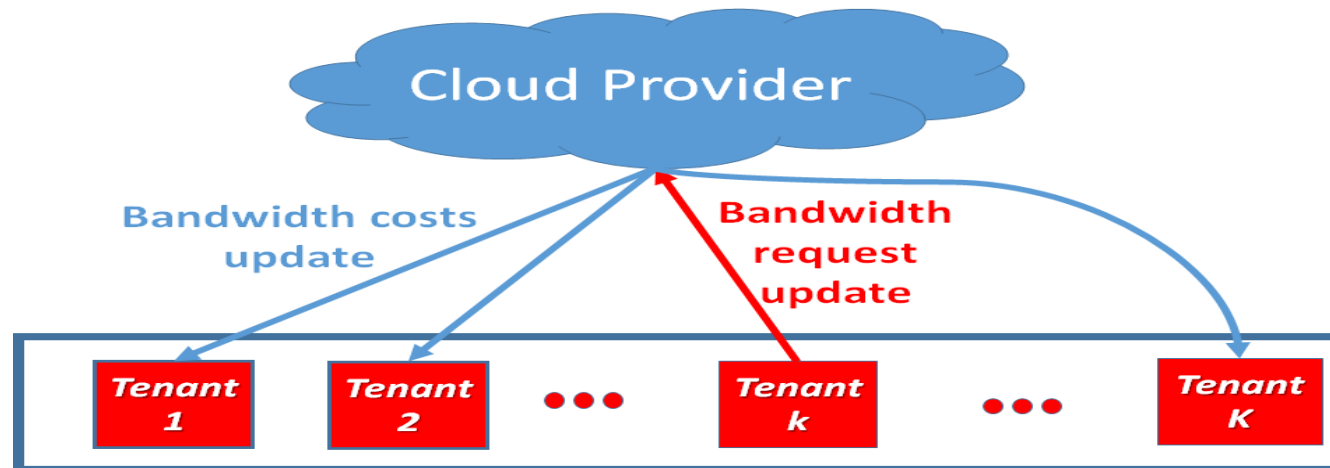 Cloud Provider
Bandwidth costs
update
Bandwidth
request
update
Tenant
1
Tenant
2
Tenant
k
Tenant
K